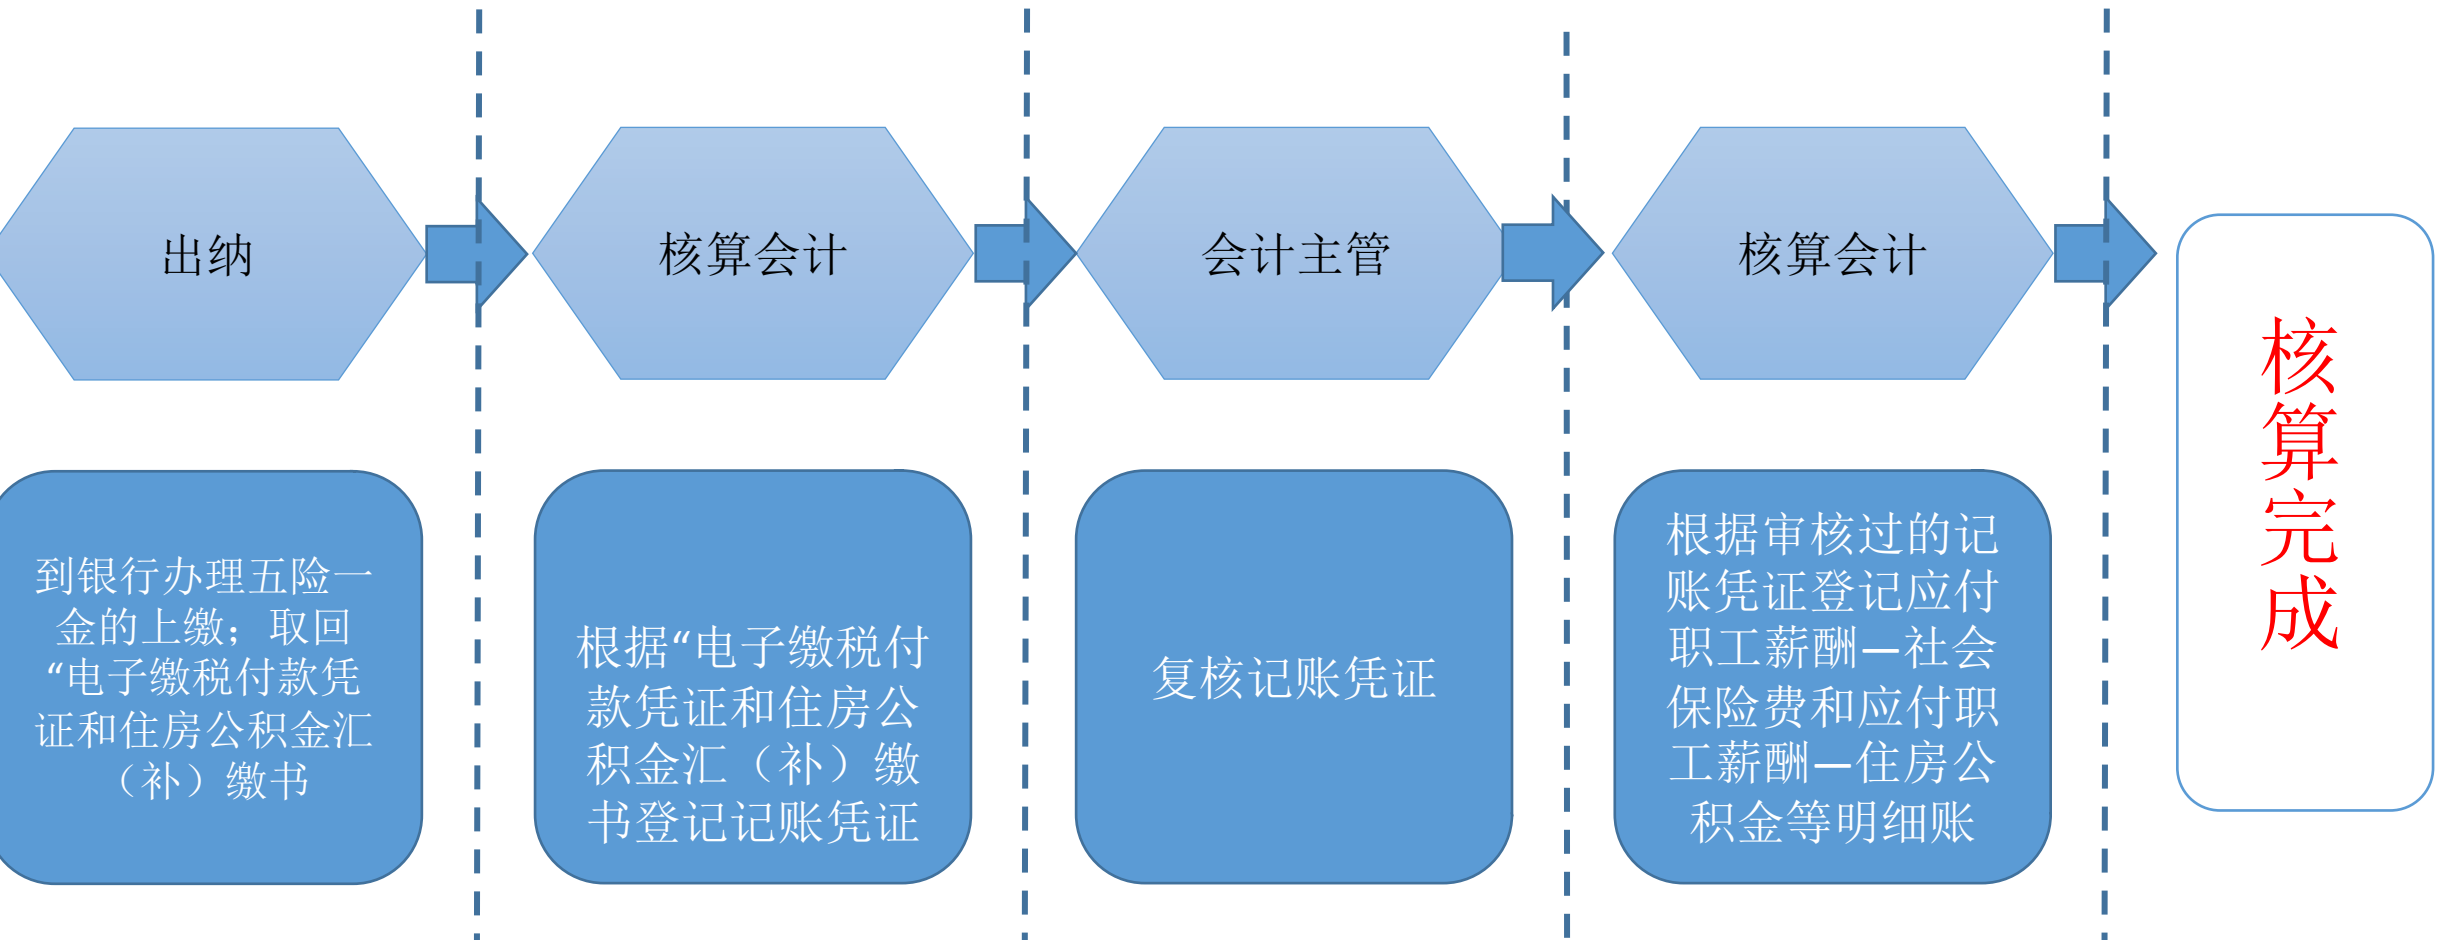 出纳
核算会计
会计主管
核算会计
到银行办理五险一
金的上缴；取回
“电子缴税付款凭
证和住房公积金汇
（补）缴书
根据“电子缴税付
款凭证和住房公
积金汇（补）缴
书登记记账凭证
复核记账凭证
根据审核过的记
账凭证登记应付
职工薪酬—社会
保险费和应付职
工薪酬—住房公
积金等明细账
核算完成